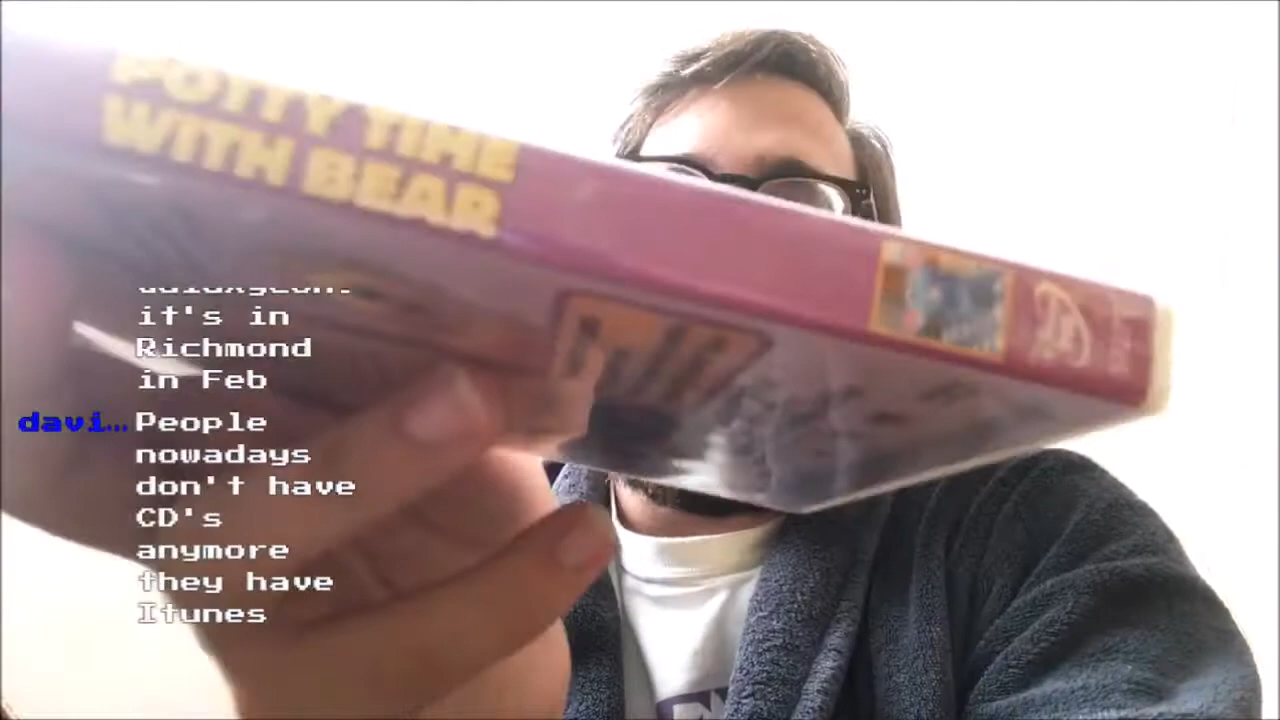 POTTY TIME
WITH BEAR
it's in
Richmond
in Feb
davi... People
nowadays
don't have
CD's
anymore
they have
Itunes